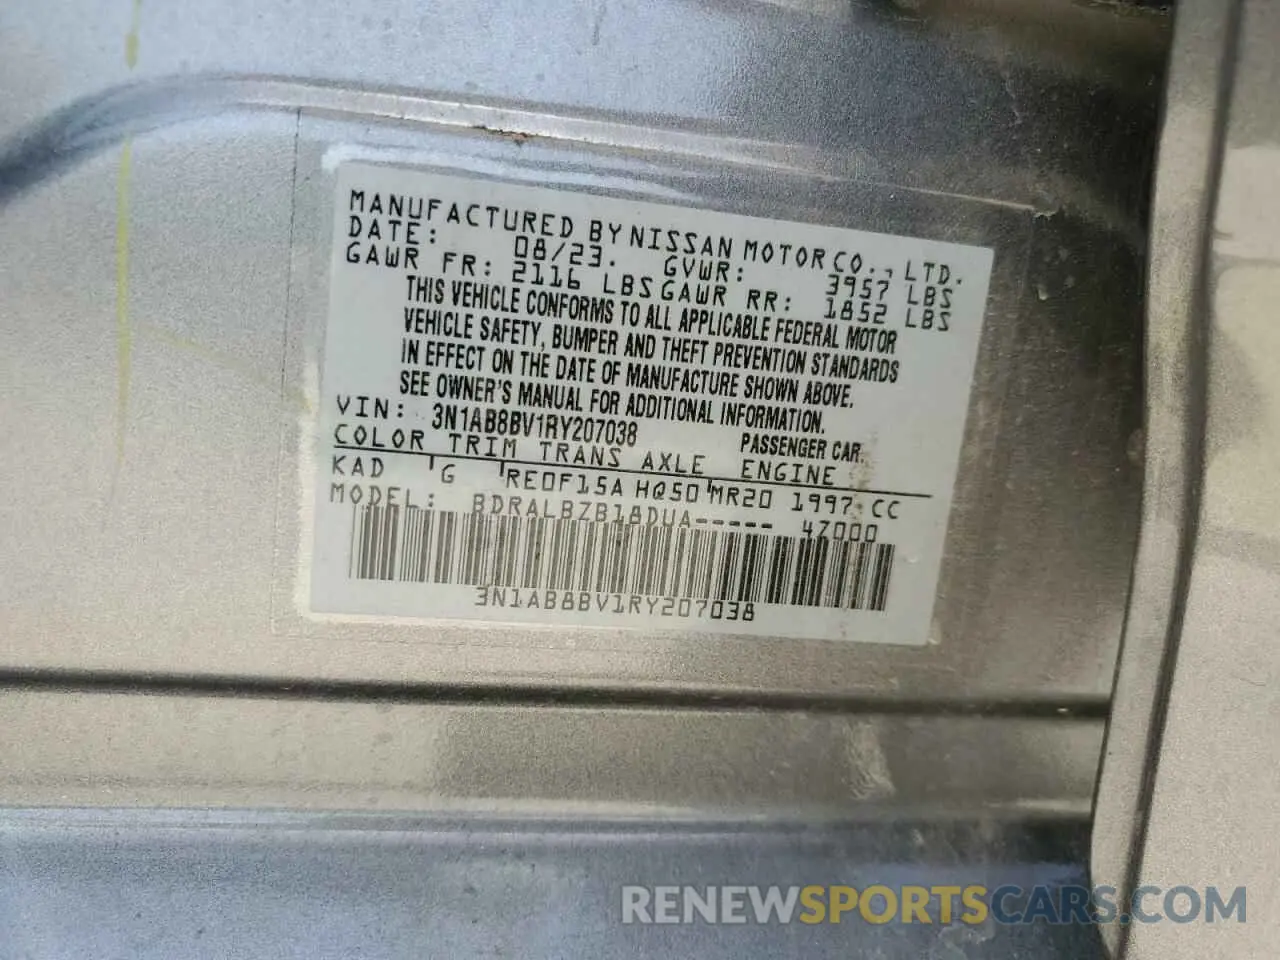 MANUFACTURED BY NISSAN MOTOR CO., LTD.
DATE: 08/23. GVWR: 3957 LBS
GAWR FR: 2116 LBS GAWR RR: 1852 LBS
THIS VEHICLE CONFORMS TO ALL APPLICABLE FEDERAL MOTOR
VEHICLE SAFETY, BUMPER AND THEFT PREVENTION STANDARDS
IN EFFECT ON THE DATE OF MANUFACTURE SHOWN ABOVE.
SEE OWNER'S MANUAL FOR ADDITIONAL INFORMATION.
VIN: 3N1AB8BV1RY207038 PASSENGER CAR.
COLOR TRIM TRANS AXLE ENGINE
KAD G RE0F15A HQ50 MR20 1997 CC
MODEL: BDRALBZB18DUA----- 4Z000
3N1AB8BV1RY207038
RENEWSPORTSCARS.COM